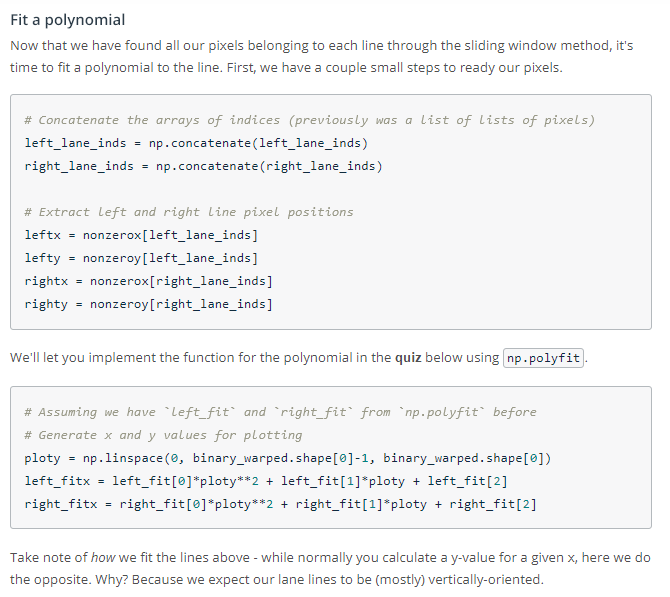 Fit a polynomial
Now that we have found all our pixels belonging to each line through the sliding window method, it's
time to fit a polynomial to the line. First, we have a couple small steps to ready our pixels.
# Concatenate the arrays of indices (previously was a list of lists of pixels)
left_lane_inds = np.concatenate(left_lane_inds)
right_lane_inds = np.concatenate(right_lane_inds)
# Extract left and right line pixel positions
leftx = nonzerox[left_lane_inds]
lefty = nonzeroy[left_lane_inds]
rightx = nonzerox[right_lane_inds]
righty = nonzeroy[right_lane_inds]
We'll let you implement the function for the polynomial in the quiz below using np.polyfit.
# Assuming we have `left_fit` and `right_fit` from `np.polyfit` before
# Generate x and y values for plotting
ploty = np.linspace(0, binary_warped.shape[0]-1, binary_warped.shape[0])
left_fitx = left_fit[0]*ploty**2 + left_fit[1]*ploty + left_fit[2]
right_fitx = right_fit[0]*ploty**2 + right_fit[1]*ploty + right_fit[2]
Take note of how we fit the lines above - while normally you calculate a y-value for a given x, here we do
the opposite. Why? Because we expect our lane lines to be (mostly) vertically-oriented.